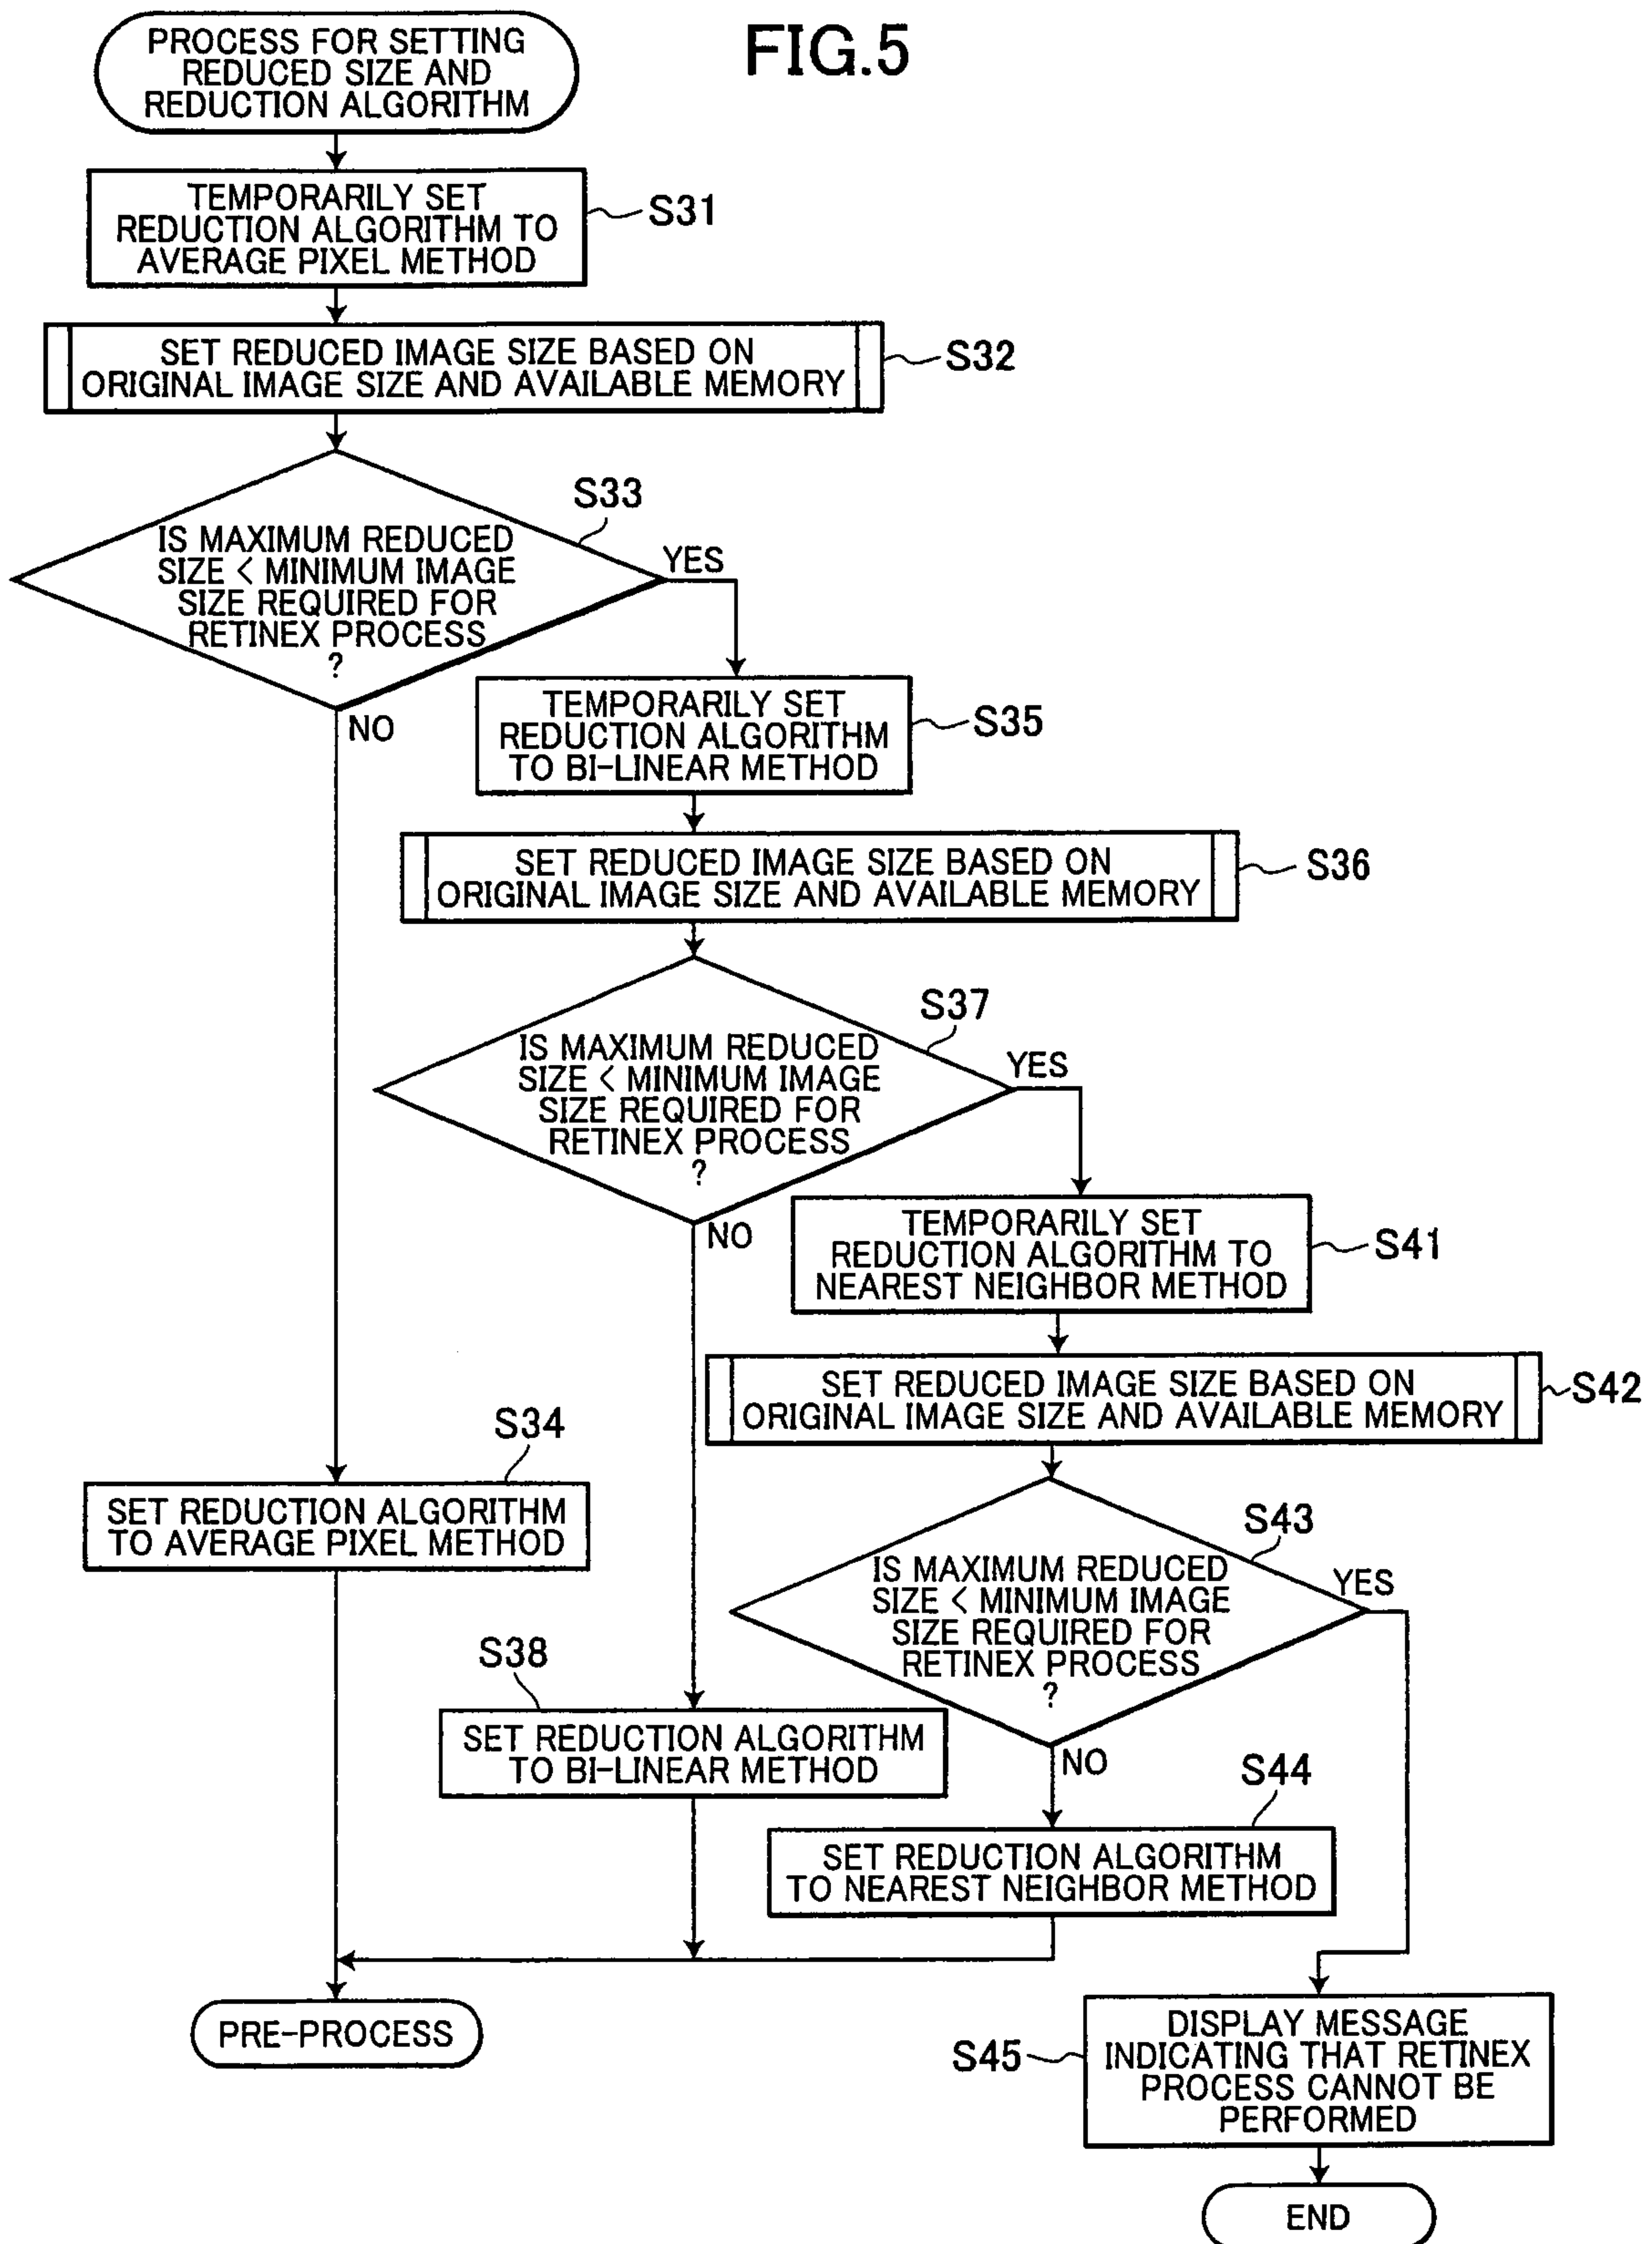 FIG.5
PROCESS FOR SETTING
REDUCED SIZE AND
REDUCTION ALGORITHM
TEMPORARILY SET
REDUCTION ALGORITHM TO
AVERAGE PIXEL METHOD
S31
SET REDUCED IMAGE SIZE BASED ON
ORIGINAL IMAGE SIZE AND AVAILABLE MEMORY
S32
S33
IS MAXIMUM REDUCED
SIZE < MINIMUM IMAGE
SIZE REQUIRED FOR
RETINEX PROCESS
?
YES
NO
TEMPORARILY SET
REDUCTION ALGORITHM
TO BI-LINEAR METHOD
S35
SET REDUCED IMAGE SIZE BASED ON
ORIGINAL IMAGE SIZE AND AVAILABLE MEMORY
S36
S37
IS MAXIMUM REDUCED
SIZE < MINIMUM IMAGE
SIZE REQUIRED FOR
RETINEX PROCESS
?
YES
NO
TEMPORARILY SET
REDUCTION ALGORITHM TO
NEAREST NEIGHBOR METHOD
S41
SET REDUCED IMAGE SIZE BASED ON
ORIGINAL IMAGE SIZE AND AVAILABLE MEMORY
S42
S34
SET REDUCTION ALGORITHM
TO AVERAGE PIXEL METHOD
S43
IS MAXIMUM REDUCED
SIZE < MINIMUM IMAGE
SIZE REQUIRED FOR
RETINEX PROCESS
?
YES
NO
S38
SET REDUCTION ALGORITHM
TO BI-LINEAR METHOD
S44
SET REDUCTION ALGORITHM
TO NEAREST NEIGHBOR METHOD
PRE-PROCESS
S45
DISPLAY MESSAGE
INDICATING THAT RETINEX
PROCESS CANNOT BE
PERFORMED
END